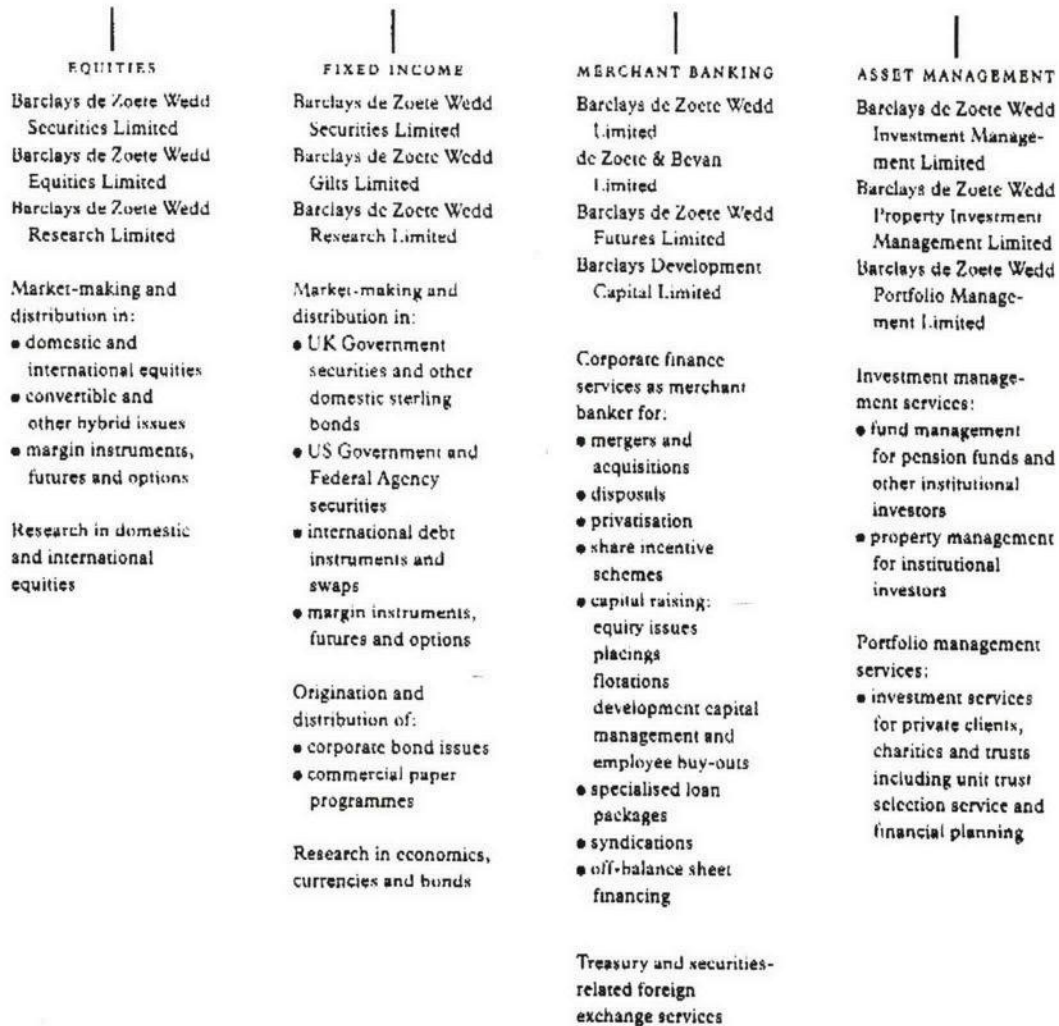 EQUITIES
Barclays de Zoete Wedd
Securities Limited
Barclays de Zoete Wedd
Equities Limited
Barclays de Zoete Wedd
Research Limited
Market-making and
distribution in:
• domestic and
international equities
• convertible and
other hybrid issues
• margin instruments,
futures and options
Research in domestic
and international
equities
FIXED INCOME
Barclays de Zoete Wedd
Securities Limited
Barclays de Zoete Wedd
Gilts Limited
Barclays de Zoete Wedd
Research Limited
Market-making and
distribution in:
• UK Government
securities and other
domestic sterling
bonds
• US Government and
Federal Agency
securities
• international debt
instruments and
swaps
• margin instruments,
futures and options
Origination and
distribution of:
• corporate bond issues
• commercial paper
programmes
Research in economics,
currencies and bonds
MERCHANT BANKING
Barclays de Zoete Wedd
Limited
de Zoete & Bevan
Limited
Barclays de Zoete Wedd
Futures Limited
Barclays Development
Capital Limited
Corporate finance
services as merchant
banker for:
• mergers and
acquisitions
• disposals
• privatisation
• share incentive
schemes
• capital raising:
equity issues
placings
flotations
development capital
management and
employee buy-outs
• specialised loan
packages
• syndications
• off-balance sheet
financing
Treasury and securities-
related foreign
exchange services
ASSET MANAGEMENT
Barclays de Zoete Wedd
Investment Manage-
ment Limited
Barclays de Zoete Wedd
Property Investment
Management Limited
Barclays de Zoete Wedd
Portfolio Manage-
ment Limited
Investment manage-
ment services:
• fund management
for pension funds and
other institutional
investors
• property management
for institutional
investors
Portfolio management
services:
• investment services
for private clients,
charities and trusts
including unit trust
selection service and
financial planning